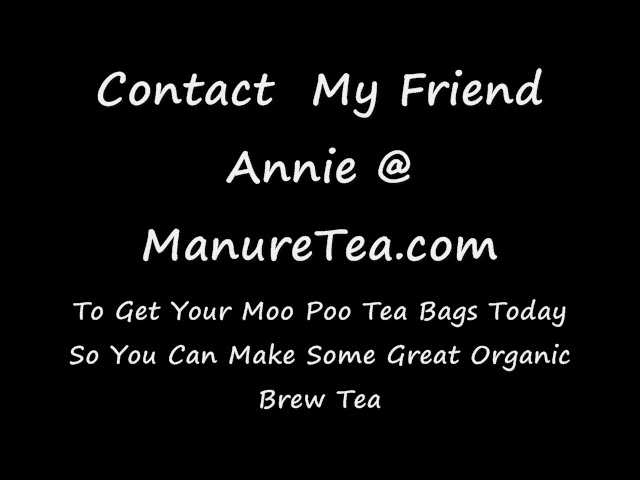 Contact My Friend
Annie @
ManureTea.com
To Get Your Moo Poo Tea Bags Today
So You Can Make Some Great Organic
Brew Tea